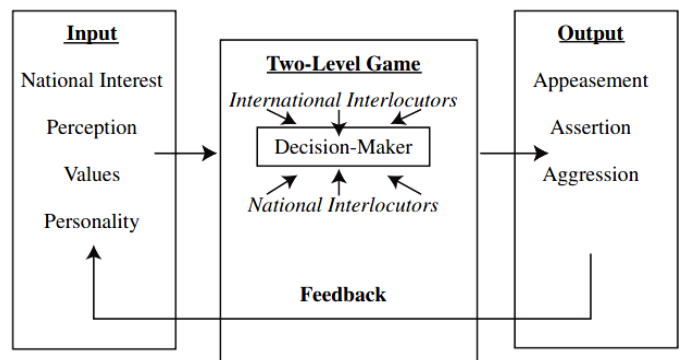 Input
National Interest
Perception
Values
Personality
Two-Level Game
International Interlocutors
Decision-Maker
National Interlocutors
Output
Appeasement
Assertion
Aggression
Feedback